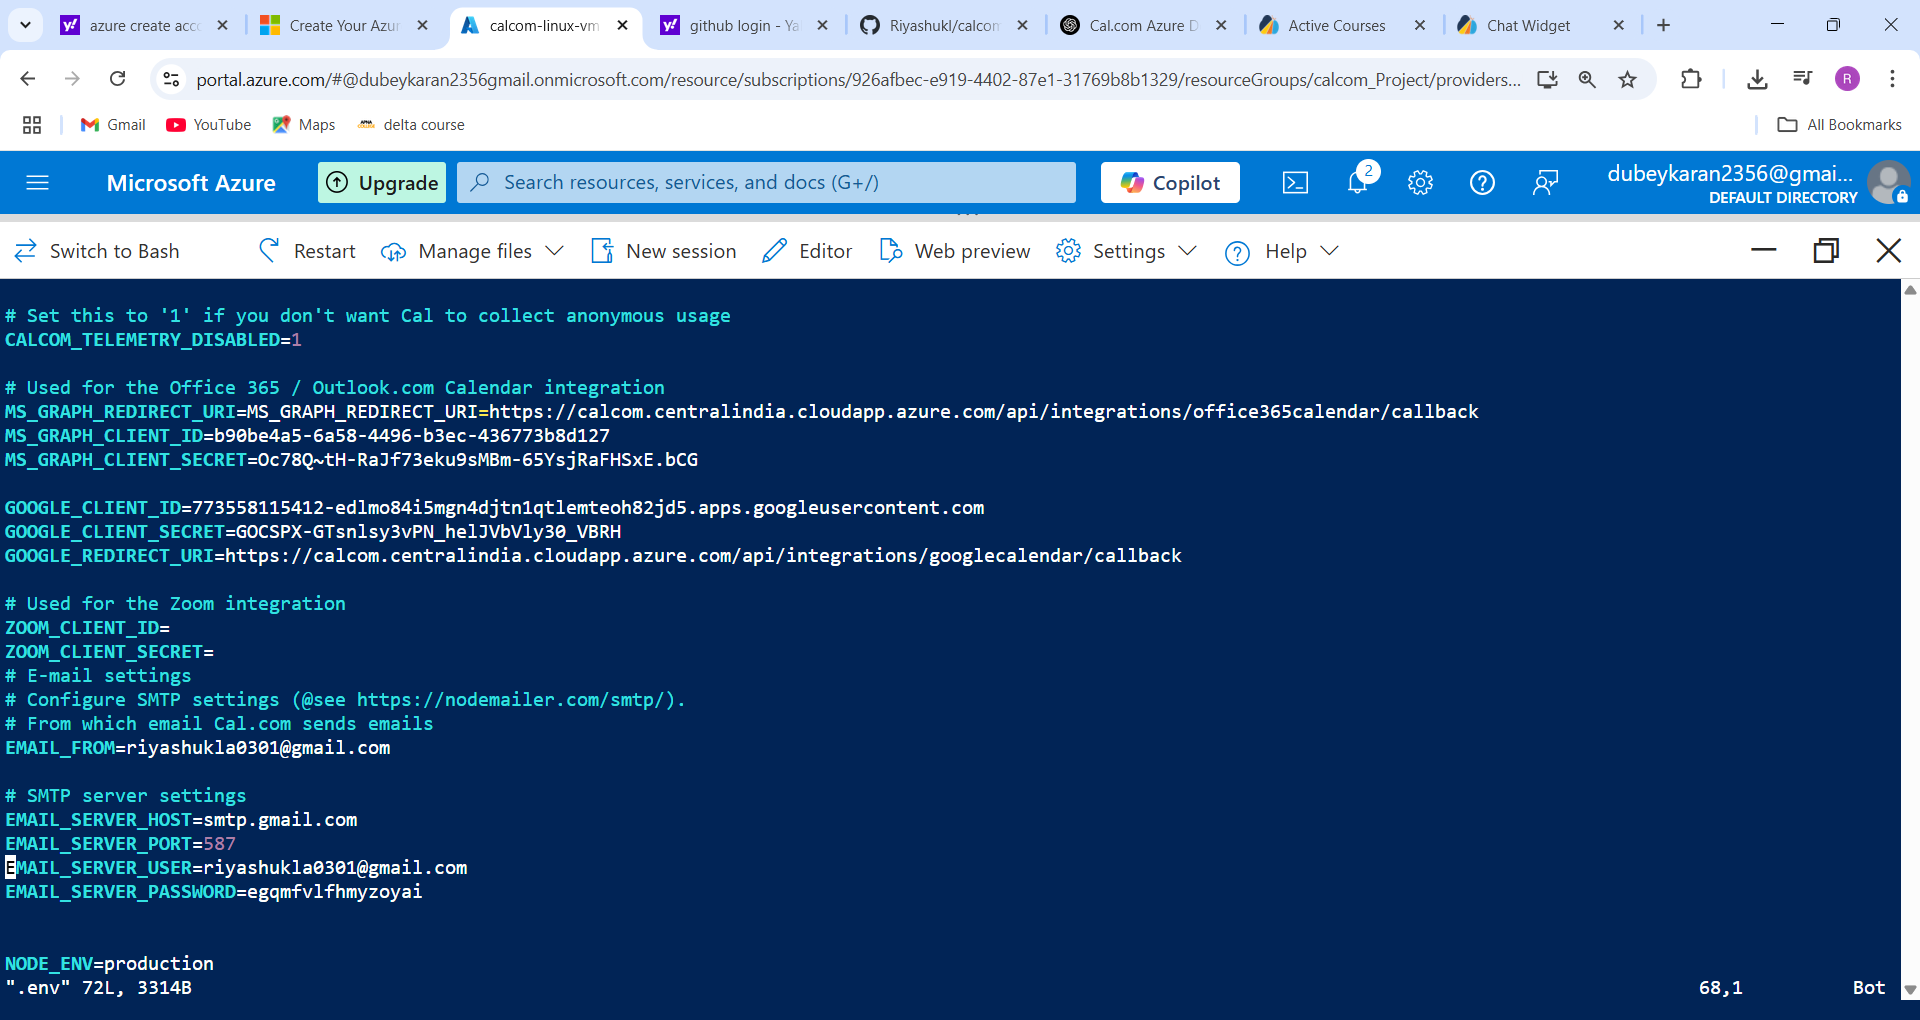 azure create acc
Create Your Azur
calcom-linux-vm
github login - Ya
Riyashukl/calcom
Cal.com Azure D
Active Courses
Chat Widget
portal.azure.com/#@dubeykaran2356gmail.onmicrosoft.com/resource/subscriptions/926afbec-e919-4402-87e1-31769b8b1329/resourceGroups/calcom_Project/providers...
R
Gmail
YouTube
Maps
delta course
All Bookmarks
Microsoft Azure
Upgrade
Search resources, services, and docs (G+/)
Copilot
2
dubeykaran2356@gmai...
DEFAULT DIRECTORY
Switch to Bash
Restart
Manage files
New session
Editor
Web preview
Settings
Help
# Set this to '1' if you don't want Cal to collect anonymous usage
CALCOM_TELEMETRY_DISABLED=1
# Used for the Office 365 / Outlook.com Calendar integration
MS_GRAPH_REDIRECT_URI=MS_GRAPH_REDIRECT_URI=https://calcom.centralindia.cloudapp.azure.com/api/integrations/office365calendar/callback
MS_GRAPH_CLIENT_ID=b90be4a5-6a58-4496-b3ec-436773b8d127
MS_GRAPH_CLIENT_SECRET=Oc78Q~tH-RaJf73eku9sMBm-65YsjRaFHSxE.bCG
GOOGLE_CLIENT_ID=773558115412-edlmo84i5mgn4djtn1qtlemteoh82jd5.apps.googleusercontent.com
GOOGLE_CLIENT_SECRET=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
GOOGLE_REDIRECT_URI=https://calcom.centralindia.cloudapp.azure.com/api/integrations/googlecalendar/callback
# Used for the Zoom integration
ZOOM_CLIENT_ID=
ZOOM_CLIENT_SECRET=
# E-mail settings
# Configure SMTP settings (@see https://nodemailer.com/smtp/).
# From which email Cal.com sends emails
EMAIL_FROM=riyashukla0301@gmail.com
# SMTP server settings
EMAIL_SERVER_HOST=smtp.gmail.com
EMAIL_SERVER_PORT=587
EMAIL_SERVER_USER=riyashukla0301@gmail.com
EMAIL_SERVER_PASSWORD=egqmfvlfhmyzoyai
NODE_ENV=production
".env" 72L, 3314B
68,1
Bot